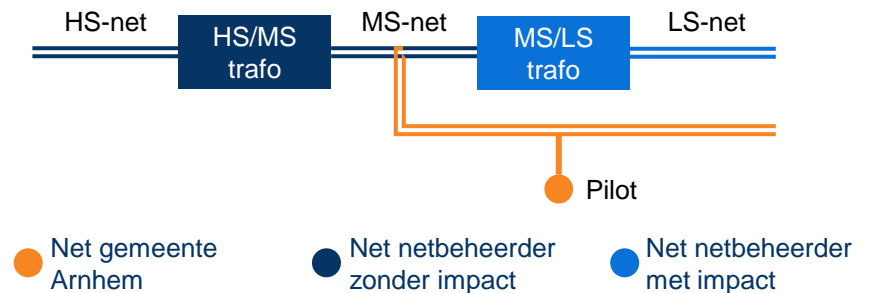 HS-net
HS/MS
trafo
MS-net
MS/LS
trafo
LS-net
Pilot
Net gemeente
Arnhem
Net netbeheerder
zonder impact
Net netbeheerder
met impact